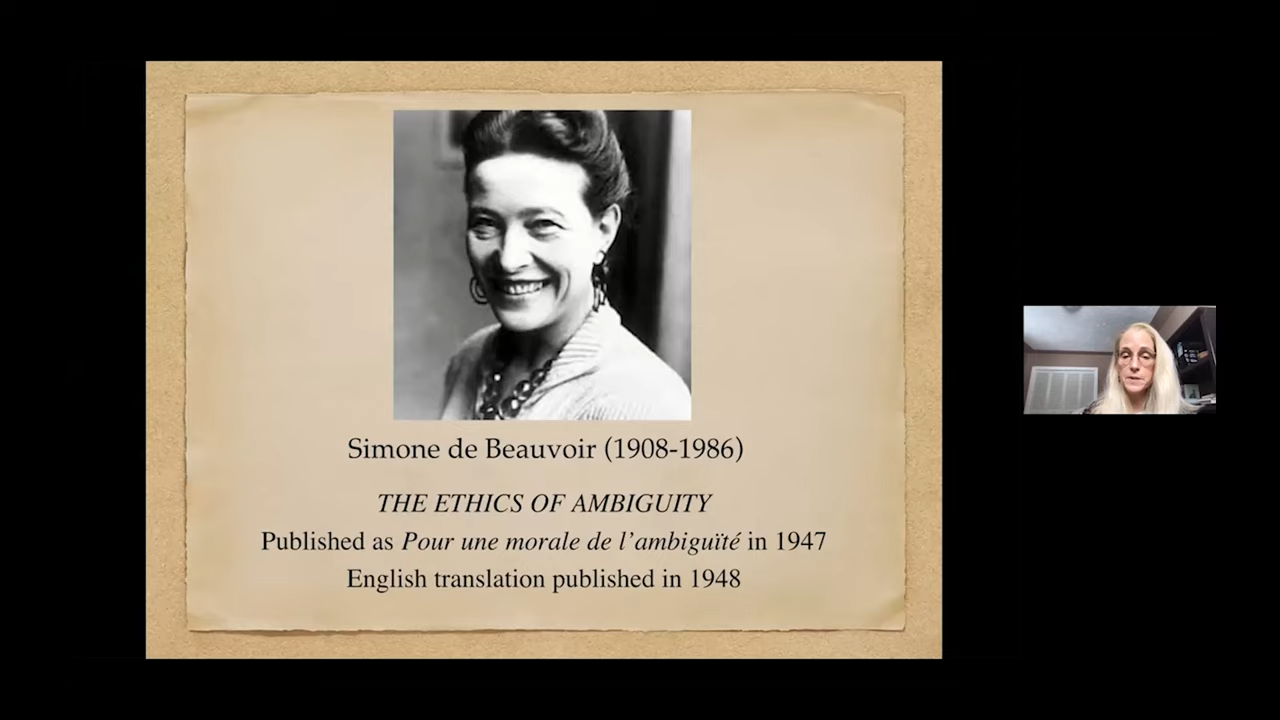 Simone de Beauvoir (1908-1986)
THE ETHICS OF AMBIGUITY
Published as Pour une morale de l’ambiguïté in 1947
English translation published in 1948